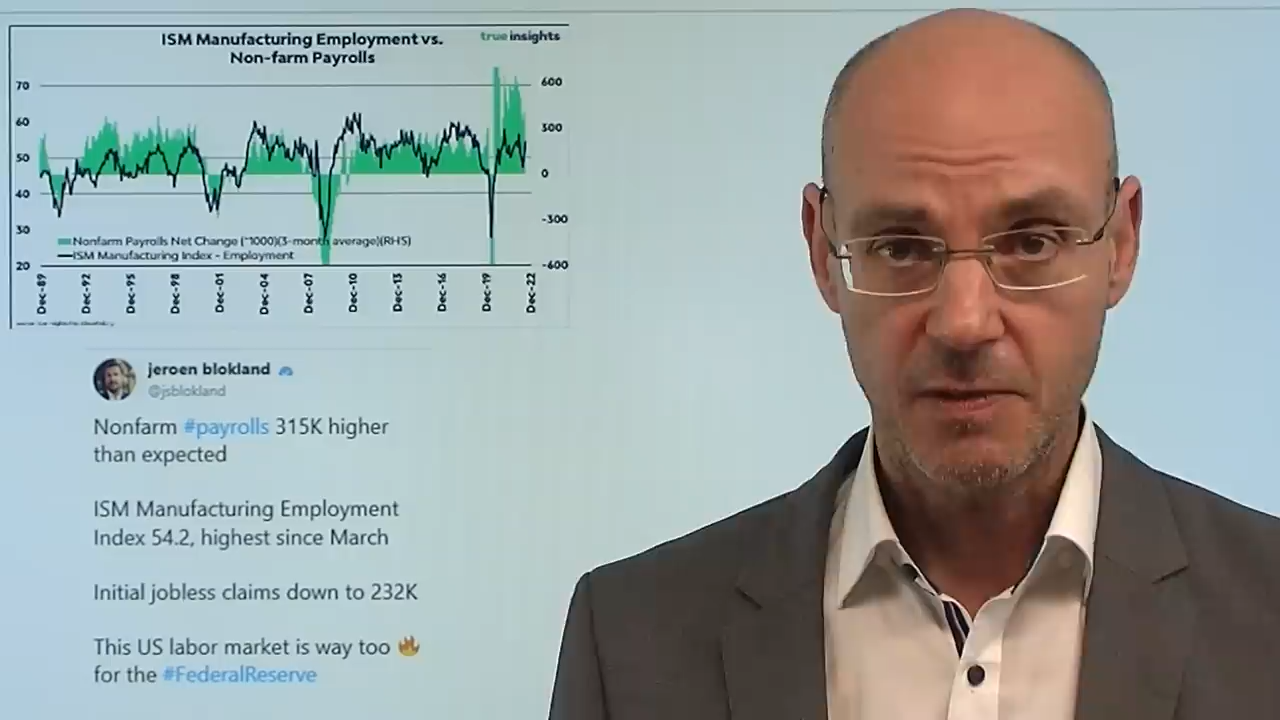 ISM Manufacturing Employment vs.
Non-farm Payrolls
true insights
70
60
50
40
30
20
600
300
0
-300
-600
Nonfarm Payrolls Net Change (*1000)(3-month average)(RHS)
ISM Manufacturing Index - Employment
Dec-89
Dec-92
Dec-95
Dec-98
Dec-01
Dec-04
Dec-07
Dec-10
Dec-13
Dec-16
Dec-19
Dec-22
jeroen blokland
@jsblokland
Nonfarm #payrolls 315K higher
than expected
ISM Manufacturing Employment
Index 54.2, highest since March
Initial jobless claims down to 232K
This US labor market is way too 🔥
for the #FederalReserve